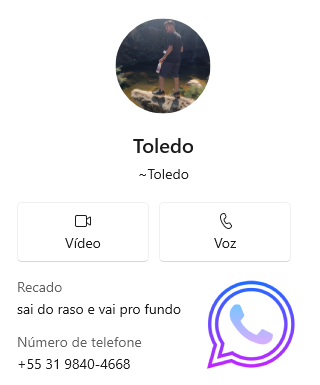 Toledo
~Toledo
Vídeo
Voz
Recado
sai do raso e vai pro fundo
Número de telefone
+55 31 9840-4668